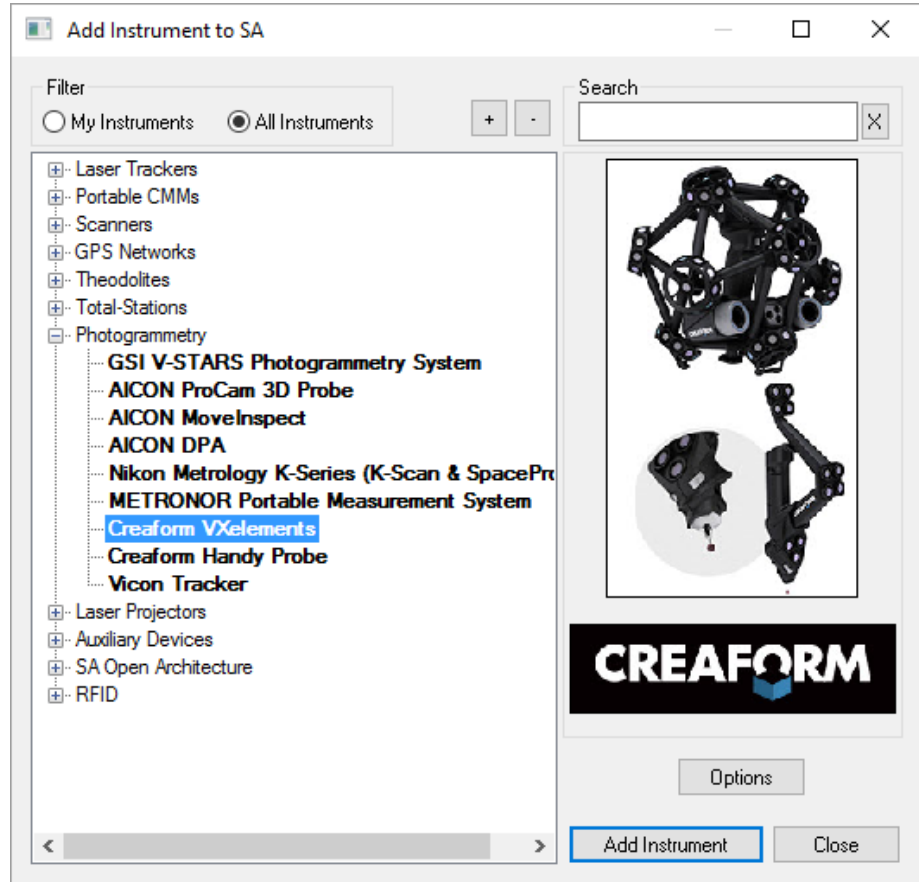 Add Instrument to SA
Filter
My Instruments
All Instruments
+
-
Search
X
Laser Trackers
Portable CMMs
Scanners
GPS Networks
Theodolites
Total-Stations
Photogrammetry
GSI V-STARS Photogrammetry System
AICON ProCam 3D Probe
AICON MoveInspect
AICON DPA
Nikon Metrology K-Series (K-Scan & SpacePr
METRONOR Portable Measurement System
Creaform VXelements
Creaform Handy Probe
Vicon Tracker
Laser Projectors
Auxiliary Devices
SA Open Architecture
RFID
CREAFORM
CREAFORM
Options
Add Instrument
Close